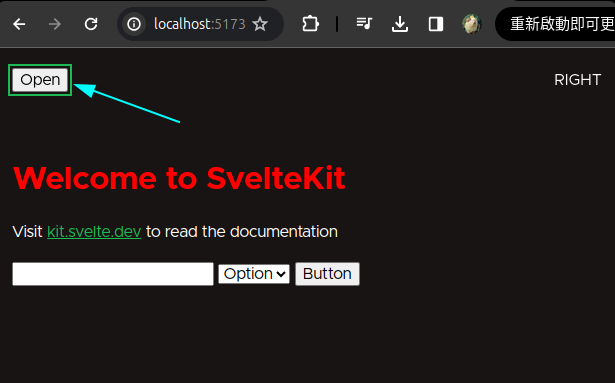 localhost:5173
重新啟動即可更
Open
RIGHT
Welcome to SvelteKit
Visit kit.svelte.dev to read the documentation
Option Button